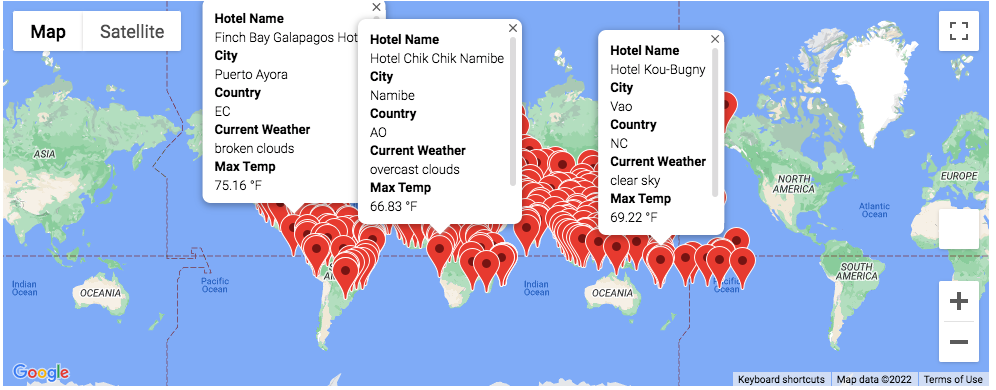 Map
Satellite
Hotel Name
Finch Bay Galapagos Hot
City
Puerto Ayora
Country
EC
Current Weather
broken clouds
Max Temp
75.16 °F
Hotel Name
Hotel Chik Chik Namibe
City
Namibe
Country
AO
Current Weather
overcast clouds
Max Temp
66.83 °F
Hotel Name
Hotel Kou-Bugny
City
Vao
Country
NC
Current Weather
clear sky
Max Temp
69.22 °F
ASIA
NORTH
AMERICA
EUROPE
Atlantic
Ocean
Indian
Ocean
OCEANIA
Pacific
Ocean
Indian
Ocean
OCEANIA
Ocean
SOUTH
AMERICA
Google
Keyboard shortcuts
Map data ©2022
Terms of Use